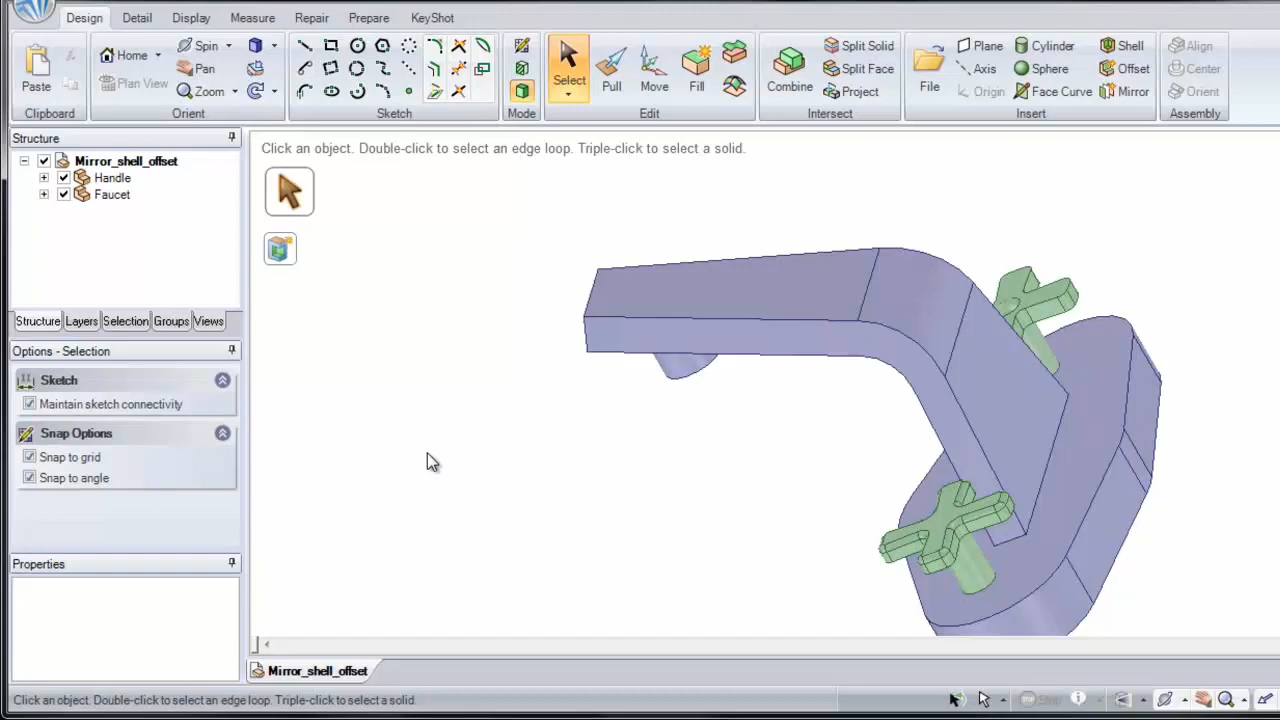 Design Detail Display Measure Repair Prepare KeyShot
Home Spin Split Solid Plane Cylinder Shell Align
Plan View Pan Split Face Axis Sphere Offset Center
Paste Zoom Select Pull Move Fill Combine Project File Origin Face Curve Mirror Orient
Clipboard Orient Sketch Mode Edit Intersect Insert Assembly
Structure
Click an object. Double-click to select an edge loop. Triple-click to select a solid.
Mirror_shell_offset
Handle
Faucet
Structure Layers Selection Groups Views
Options - Selection
Sketch
Maintain sketch connectivity
Snap Options
Snap to grid
Snap to angle
Properties
Mirror_shell_offset
Click an object. Double-click to select an edge loop. Triple-click to select a solid.